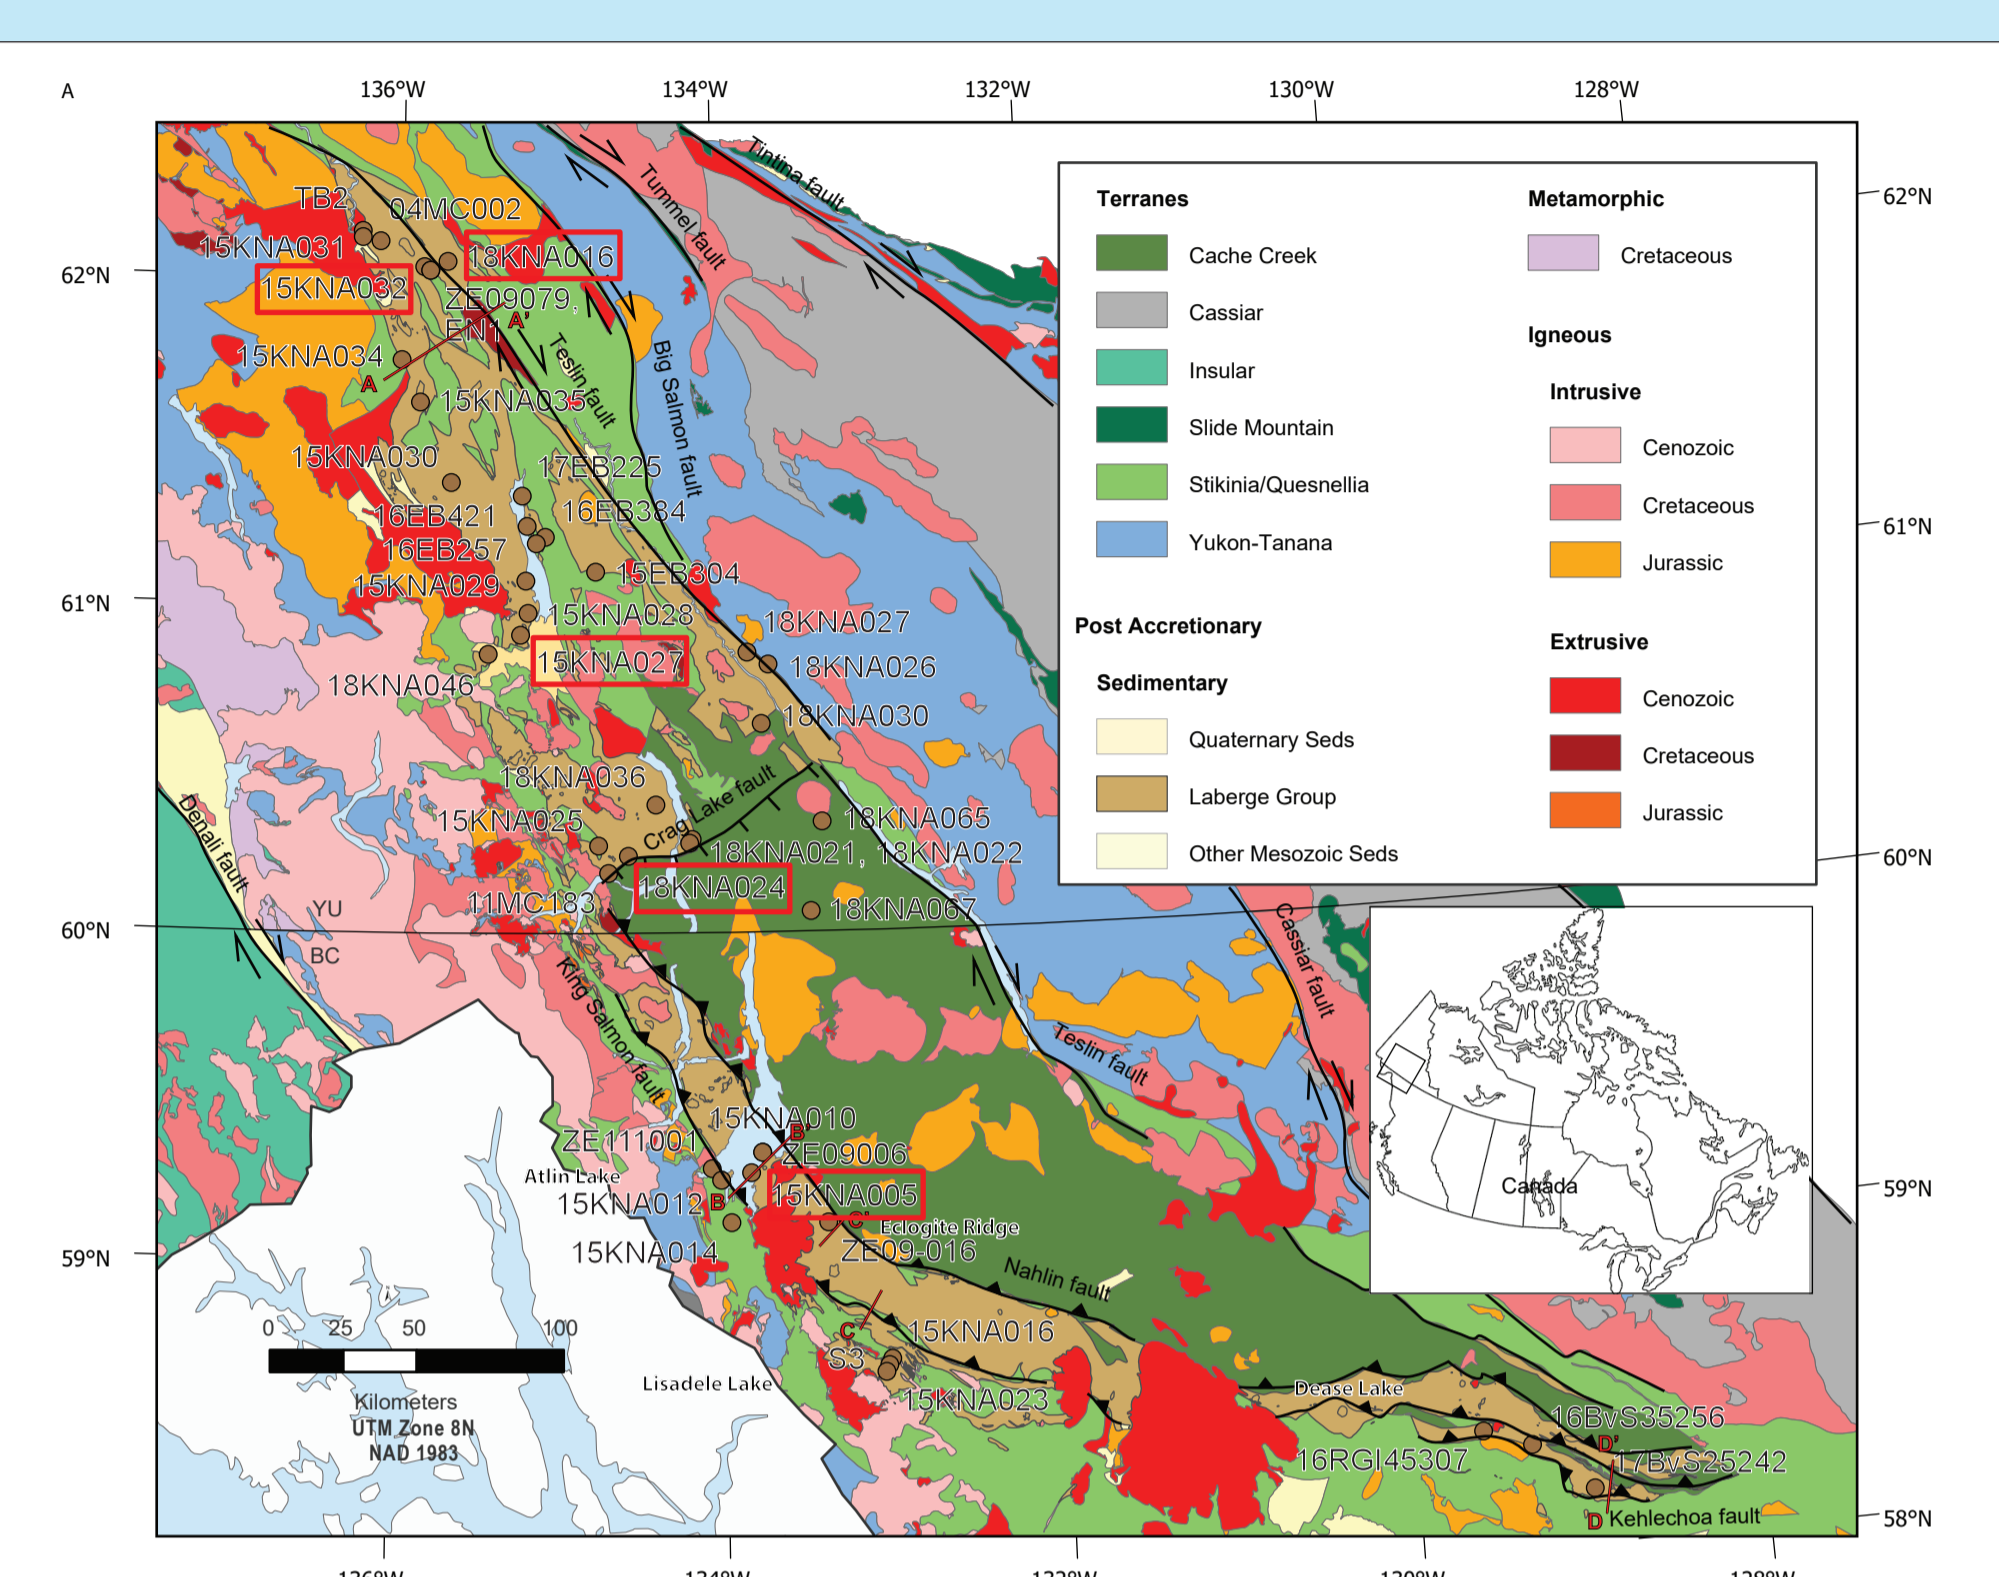 A
136°W 134°W 132°W 130°W 128°W
62°N
61°N
60°N
59°N
58°N
62°N
61°N
60°N
59°N
Tintina fault
Tummel fault
TB2
04MC002
15KNA031
18KNA016
15KNA032
ZE09079,
EN1
A'
15KNA034
A
Teslin fault
Big Salmon fault
15KNA035
15KNA030
17EB225
16EB421
16EB384
16EB257
15KNA029
15EB304
15KNA028
18KNA027
15KNA027
18KNA026
18KNA046
18KNA030
18KNA036
Crag Lake fault
15KNA025
18KNA065
18KNA021, 18KNA022
18KNA024
11MC183
18KNA067
Denali fault
YU
BC
King Salmon fault
Cassiar fault
Teslin fault
15KNA010
B'
ZE111001
ZE09006
Atlin Lake
15KNA005
15KNA012
B
C'
Eclogite Ridge
15KNA014
ZE09-016
Nahlin fault
C
15KNA016
S3
Lisadele Lake
15KNA023
Dease Lake
16BvS35256
D'
16RGI45307
17BvS25242
D
Kehlechoa fault
0 25 50 100
Kilometers
UTM Zone 8N
NAD 1983
Terranes
Cache Creek
Cassiar
Insular
Slide Mountain
Stikinia/Quesnellia
Yukon-Tanana
Post Accretionary
Sedimentary
Quaternary Seds
Laberge Group
Other Mesozoic Seds
Metamorphic
Cretaceous
Igneous
Intrusive
Cenozoic
Cretaceous
Jurassic
Extrusive
Cenozoic
Cretaceous
Jurassic
Canada